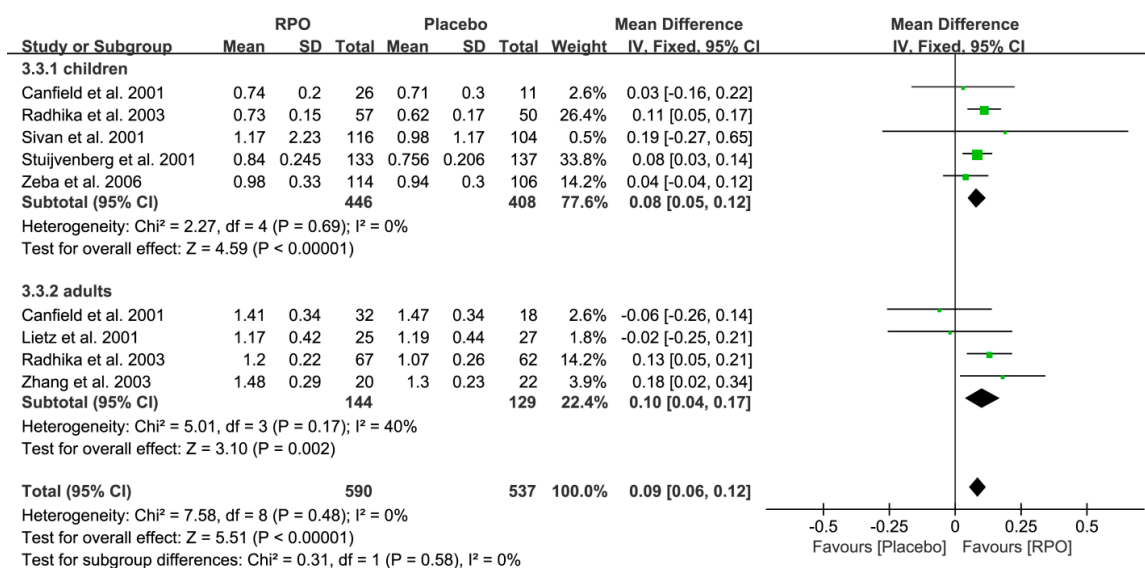 RPO Placebo Mean Difference Mean Difference
Study or Subgroup Mean SD Total Mean SD Total Weight IV, Fixed, 95% CI IV, Fixed, 95% CI
3.3.1 children
Canfield et al. 2001 0.74 0.2 26 0.71 0.3 11 2.6% 0.03 [-0.16, 0.22]
Radhika et al. 2003 0.73 0.15 57 0.62 0.17 50 26.4% 0.11 [0.05, 0.17]
Sivan et al. 2001 1.17 2.23 116 0.98 1.17 104 0.5% 0.19 [-0.27, 0.65]
Stuijvenberg et al. 2001 0.84 0.245 133 0.756 0.206 137 33.8% 0.08 [0.03, 0.14]
Zeba et al. 2006 0.98 0.33 114 0.94 0.3 106 14.2% 0.04 [-0.04, 0.12]
Subtotal (95% CI) 446 408 77.6% 0.08 [0.05, 0.12]
Heterogeneity: Chi² = 2.27, df = 4 (P = 0.69); I² = 0%
Test for overall effect: Z = 4.59 (P < 0.00001)
3.3.2 adults
Canfield et al. 2001 1.41 0.34 32 1.47 0.34 18 2.6% -0.06 [-0.26, 0.14]
Lietz et al. 2001 1.17 0.42 25 1.19 0.44 27 1.8% -0.02 [-0.25, 0.21]
Radhika et al. 2003 1.2 0.22 67 1.07 0.26 62 14.2% 0.13 [0.05, 0.21]
Zhang et al. 2003 1.48 0.29 20 1.3 0.23 22 3.9% 0.18 [0.02, 0.34]
Subtotal (95% CI) 144 129 22.4% 0.10 [0.04, 0.17]
Heterogeneity: Chi² = 5.01, df = 3 (P = 0.17); I² = 40%
Test for overall effect: Z = 3.10 (P = 0.002)
Total (95% CI) 590 537 100.0% 0.09 [0.06, 0.12]
Heterogeneity: Chi² = 7.58, df = 8 (P = 0.48); I² = 0%
Test for overall effect: Z = 5.51 (P < 0.00001)
Test for subgroup differences: Chi² = 0.31, df = 1 (P = 0.58), I² = 0%
-0.5 -0.25 0 0.25 0.5
Favours [Placebo] Favours [RPO]